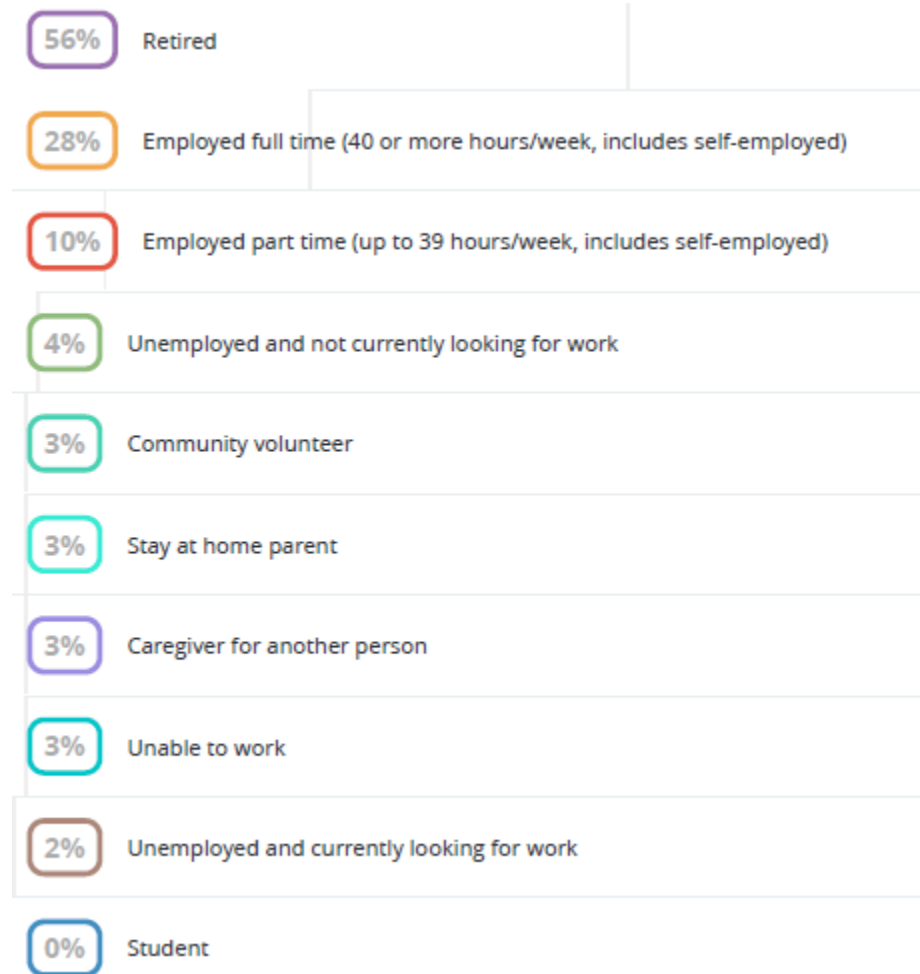 56% Retired
28% Employed full time (40 or more hours/week, includes self-employed)
10% Employed part time (up to 39 hours/week, includes self-employed)
4% Unemployed and not currently looking for work
3% Community volunteer
3% Stay at home parent
3% Caregiver for another person
3% Unable to work
2% Unemployed and currently looking for work
0% Student